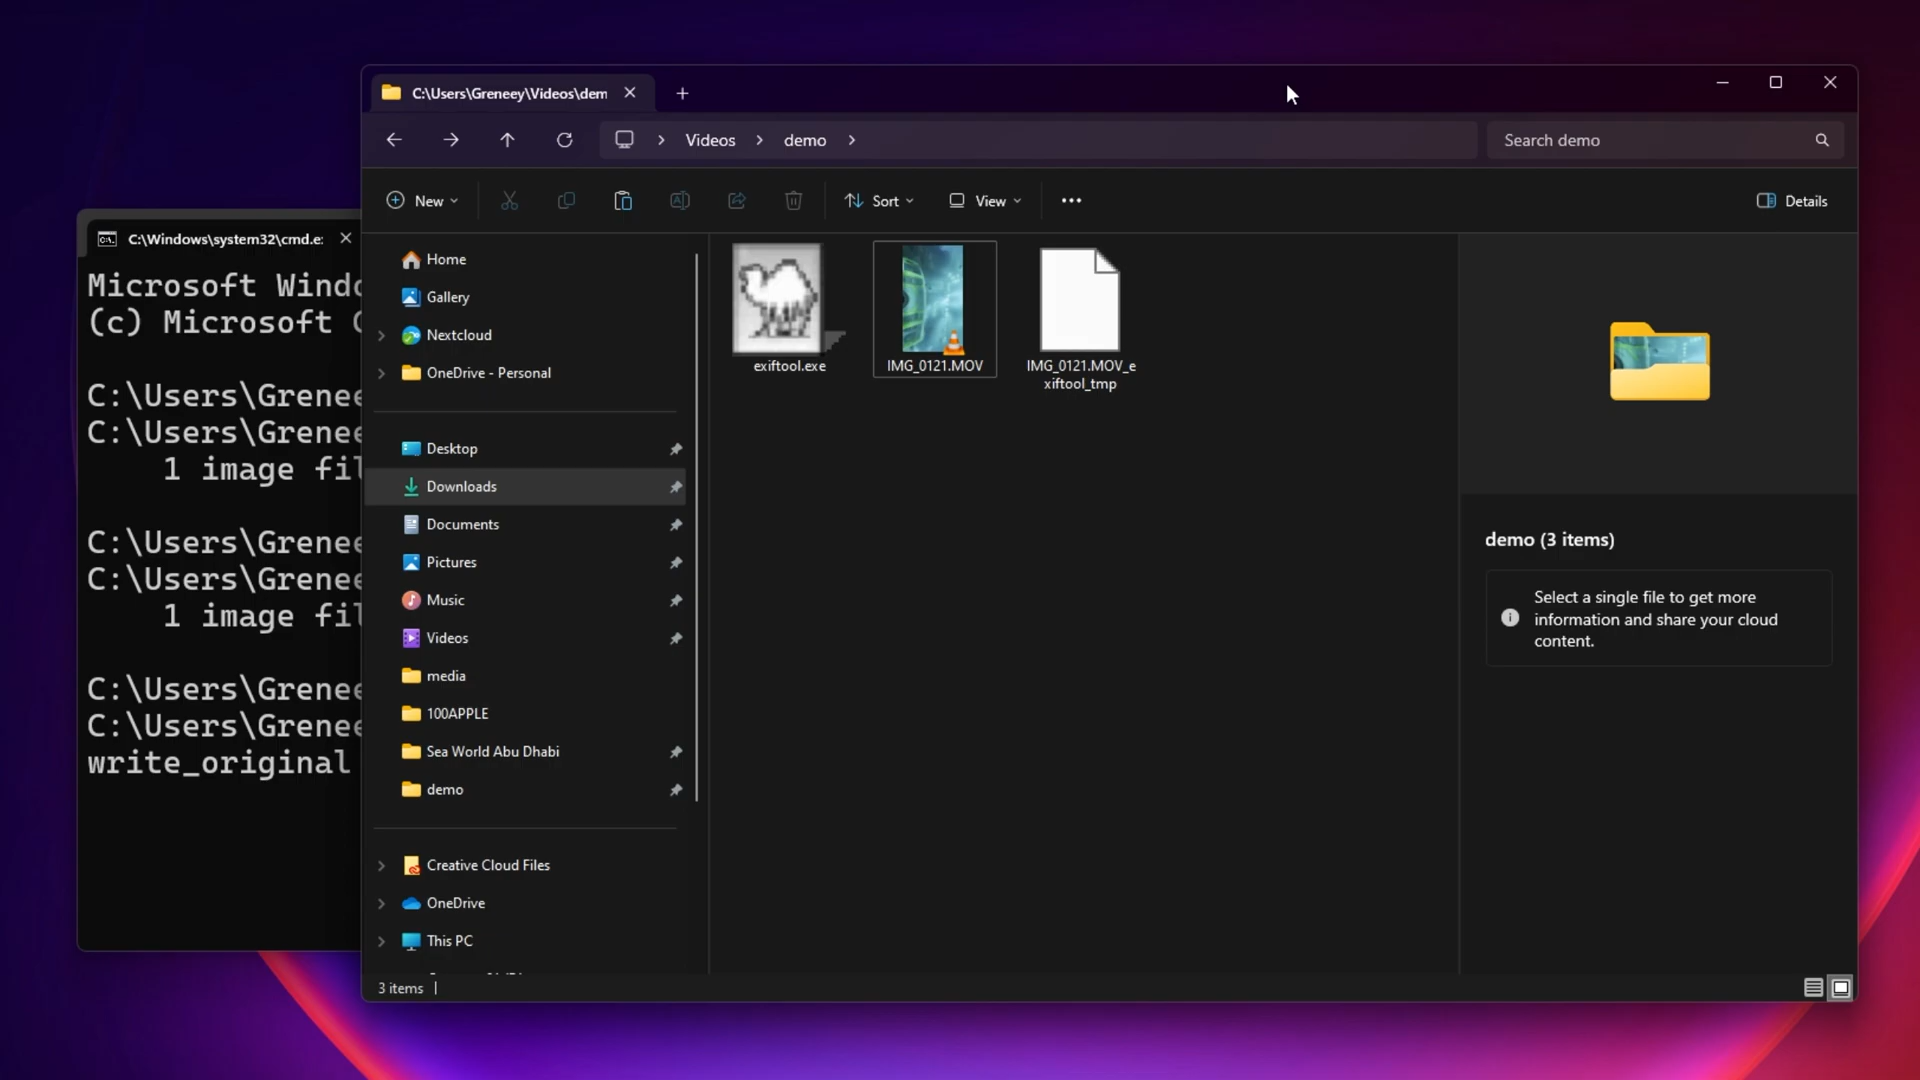 C:\Users\Greneey\Videos\dem
Videos
demo
Search demo
New
Sort
View
Details
C:\Windows\system32\cmd.e
Microsoft
(c) Microsoft
C:\Users\Grenee
C:\Users\Grenee
1 image
C:\Users\Grenee
C:\Users\Grenee
1 image
C:\Users\Grenee
C:\Users\Grenee
write_original
Home
Gallery
Nextcloud
OneDrive - Personal
Desktop
Downloads
Documents
Pictures
Music
Videos
media
100APPLE
Sea World Abu Dhabi
demo
Creative Cloud Files
OneDrive
This PC
3 items
exiftool.exe
IMG_0121.MOV
IMG_0121.MOV_e
xiftool_tmp
demo (3 items)
Select a single file to get more
information and share your cloud
content.